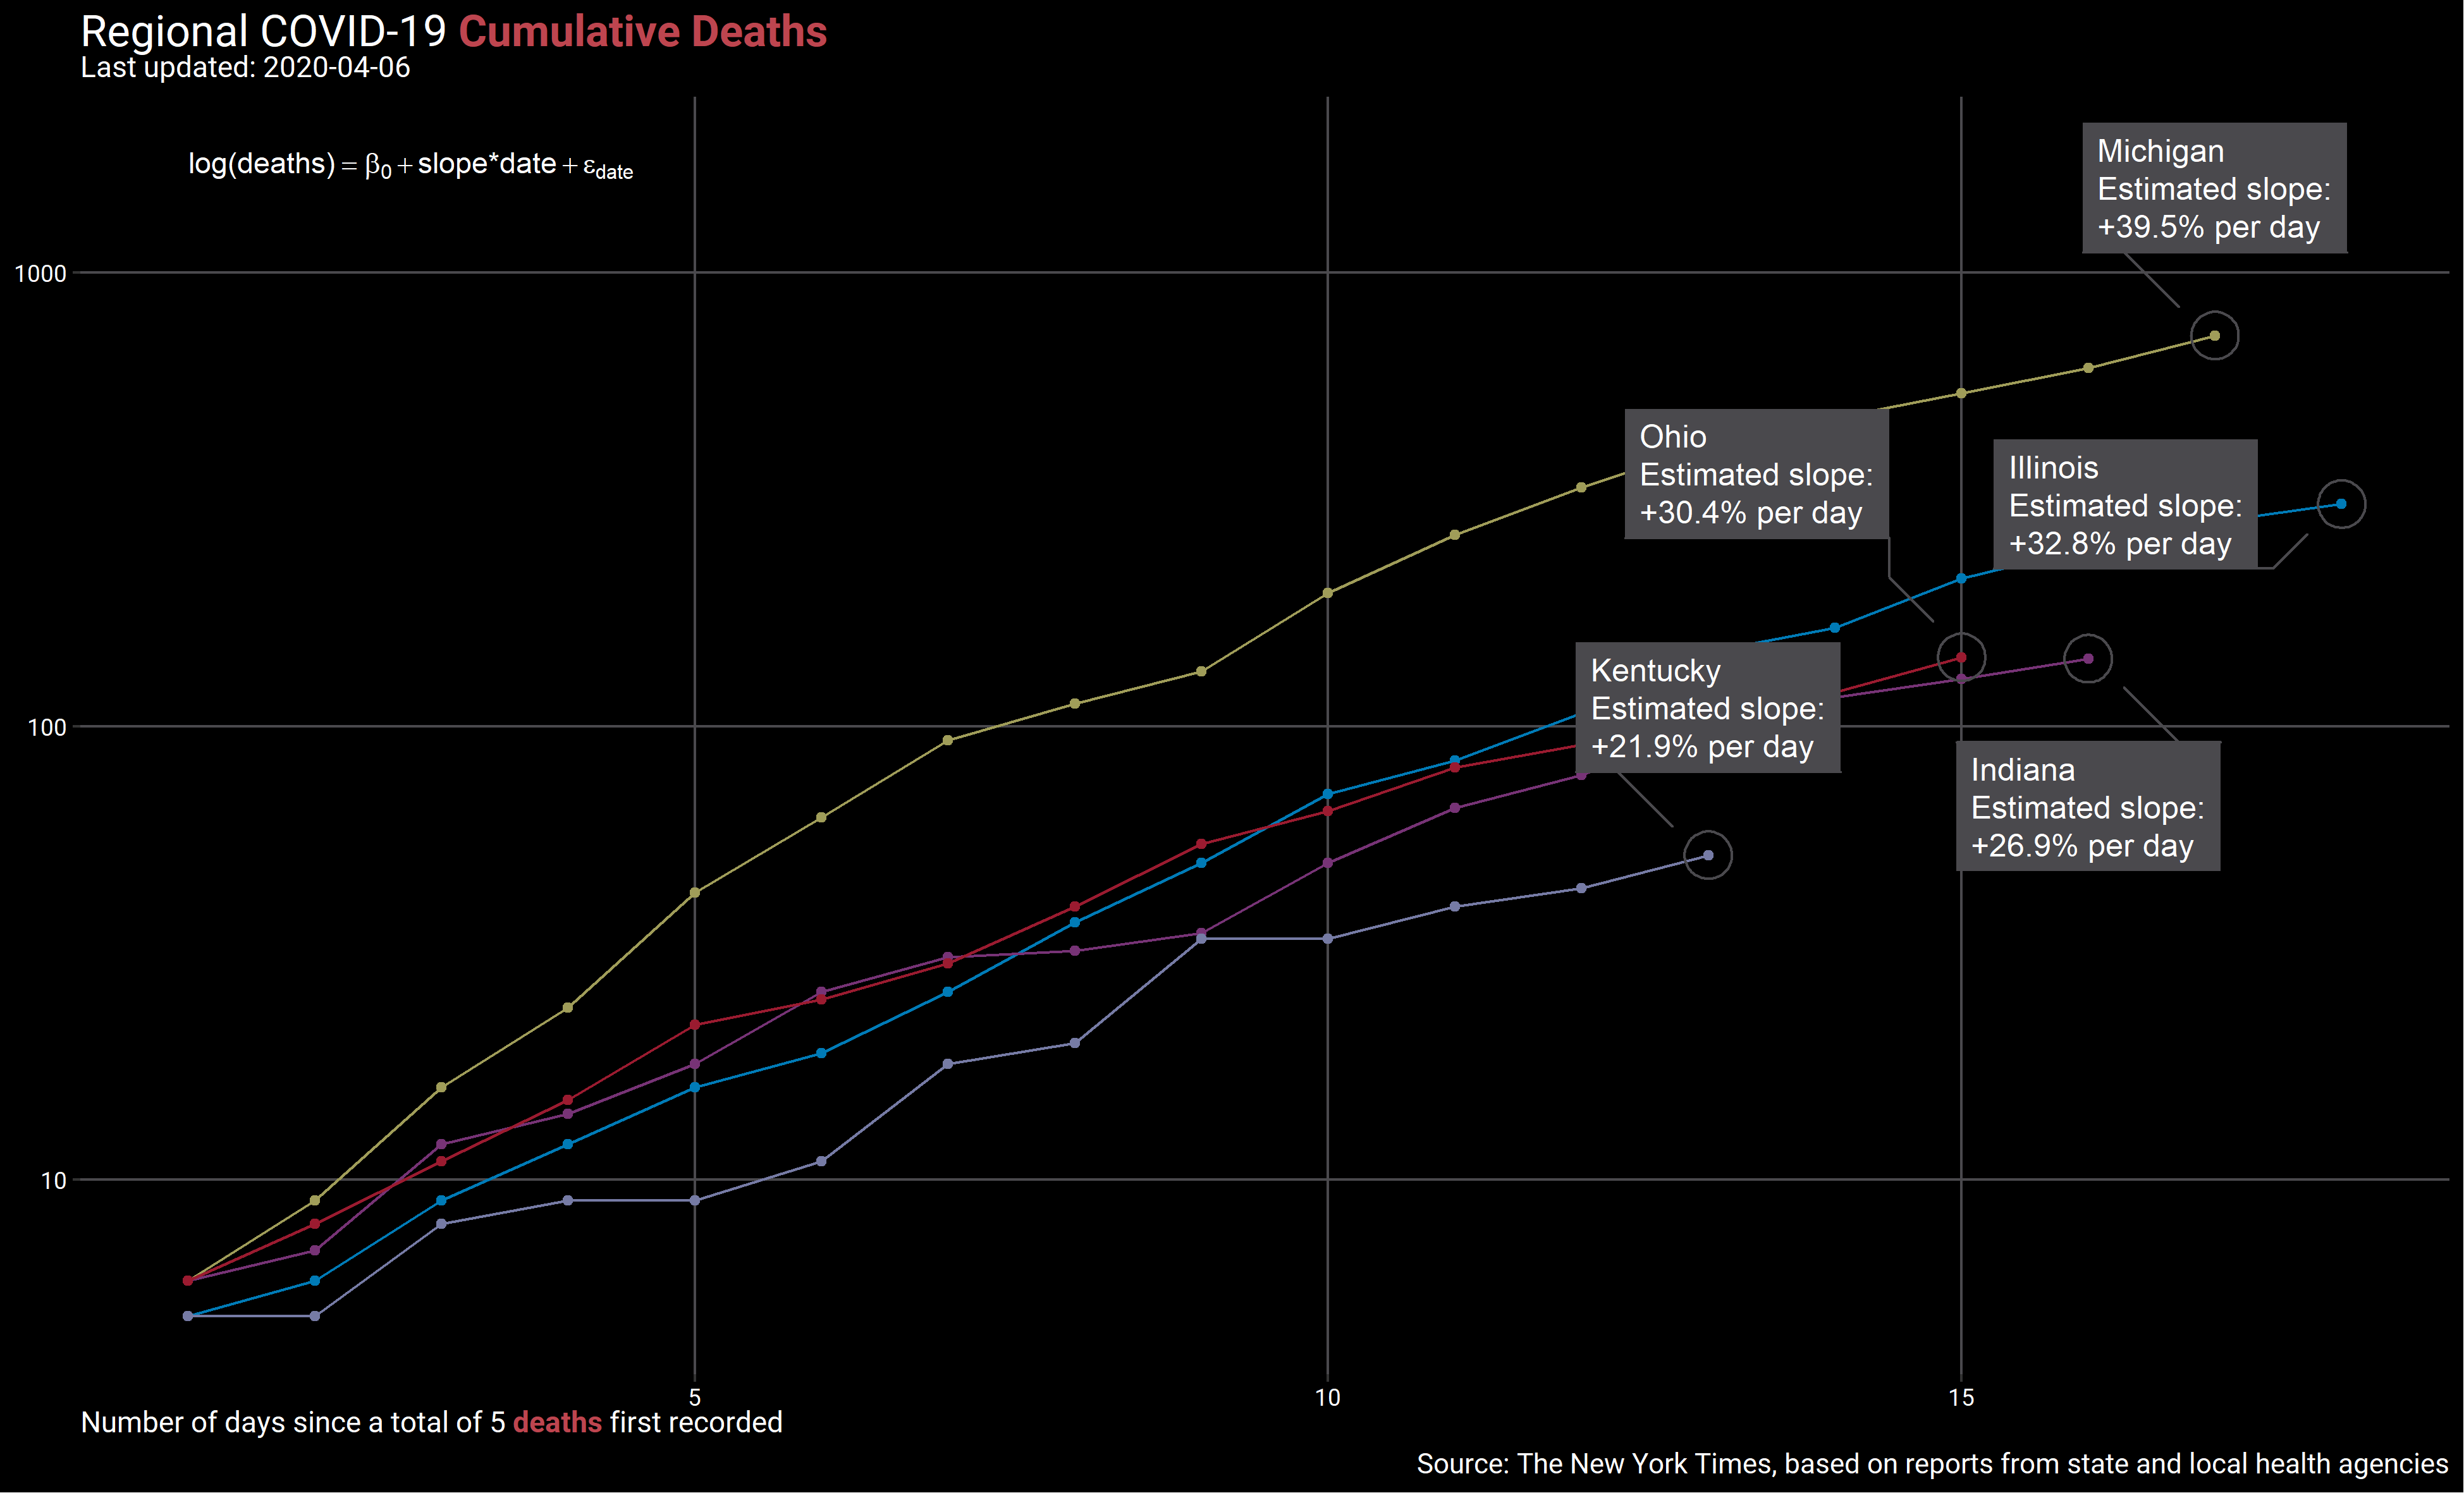 Regional COVID-19 Cumulative Deaths
Last updated: 2020-04-06
log(deaths) = β0 + slope*date + εdate
Michigan
Estimated slope:
+39.5% per day
1000
Ohio
Estimated slope:
+30.4% per day
Illinois
Estimated slope:
+32.8% per day
Kentucky
Estimated slope:
+21.9% per day
100
Indiana
Estimated slope:
+26.9% per day
10
5
10
15
Number of days since a total of 5 deaths first recorded
Source: The New York Times, based on reports from state and local health agencies